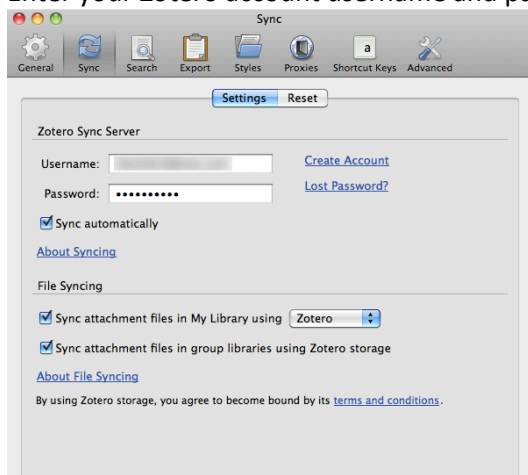 Enter your Zotero account username and p
Sync
General Sync Search Export Styles Proxies Shortcut Keys Advanced
Settings Reset
Zotero Sync Server
Username: Create Account
Password: •••••••••• Lost Password?
Sync automatically
About Syncing
File Syncing
Sync attachment files in My Library using Zotero
Sync attachment files in group libraries using Zotero storage
About File Syncing
By using Zotero storage, you agree to become bound by its terms and conditions.